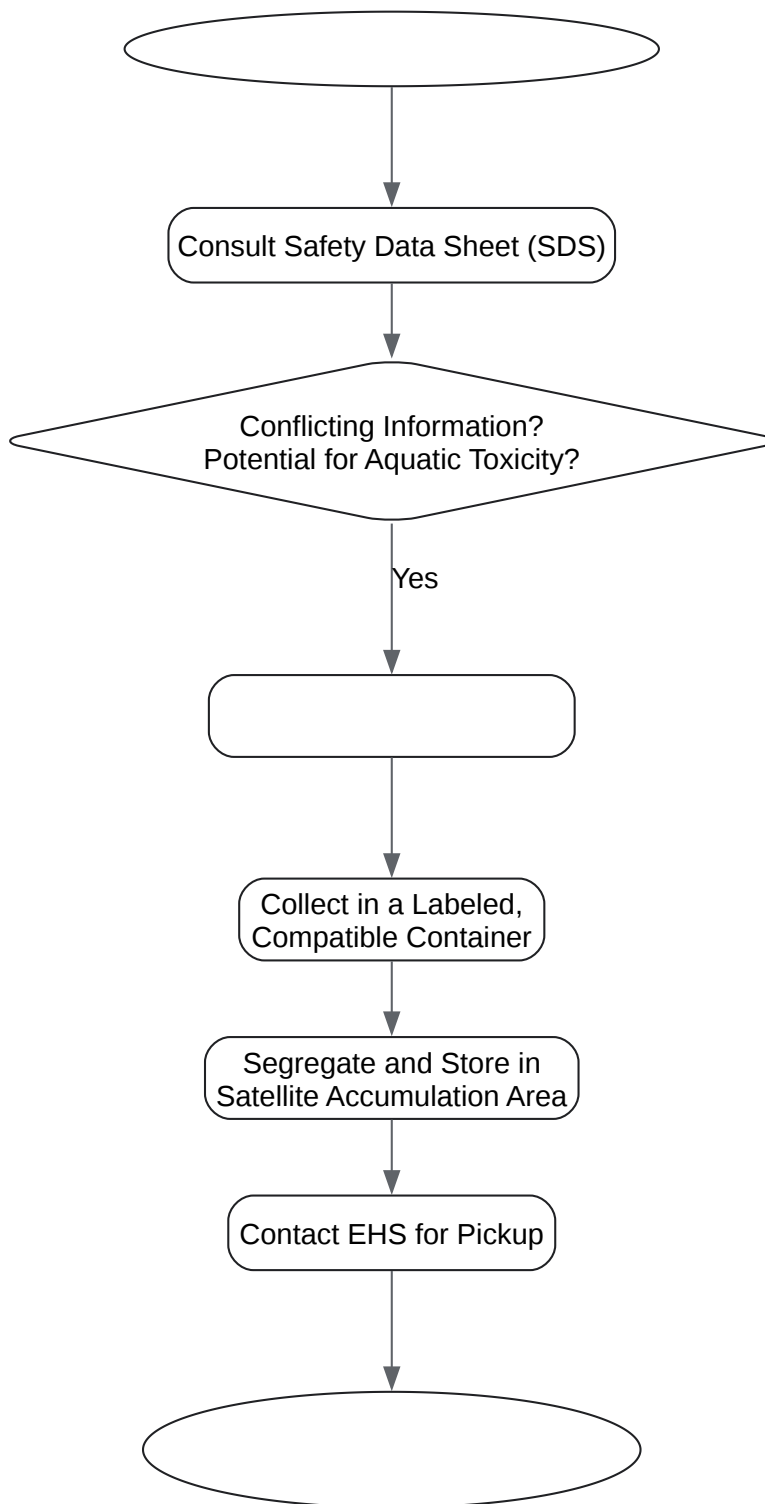 Consult Safety Data Sheet (SDS)
Conflicting Information?
Potential for Aquatic Toxicity?
Yes
Collect in a Labeled,
Compatible Container
Segregate and Store in
Satellite Accumulation Area
Contact EHS for Pickup